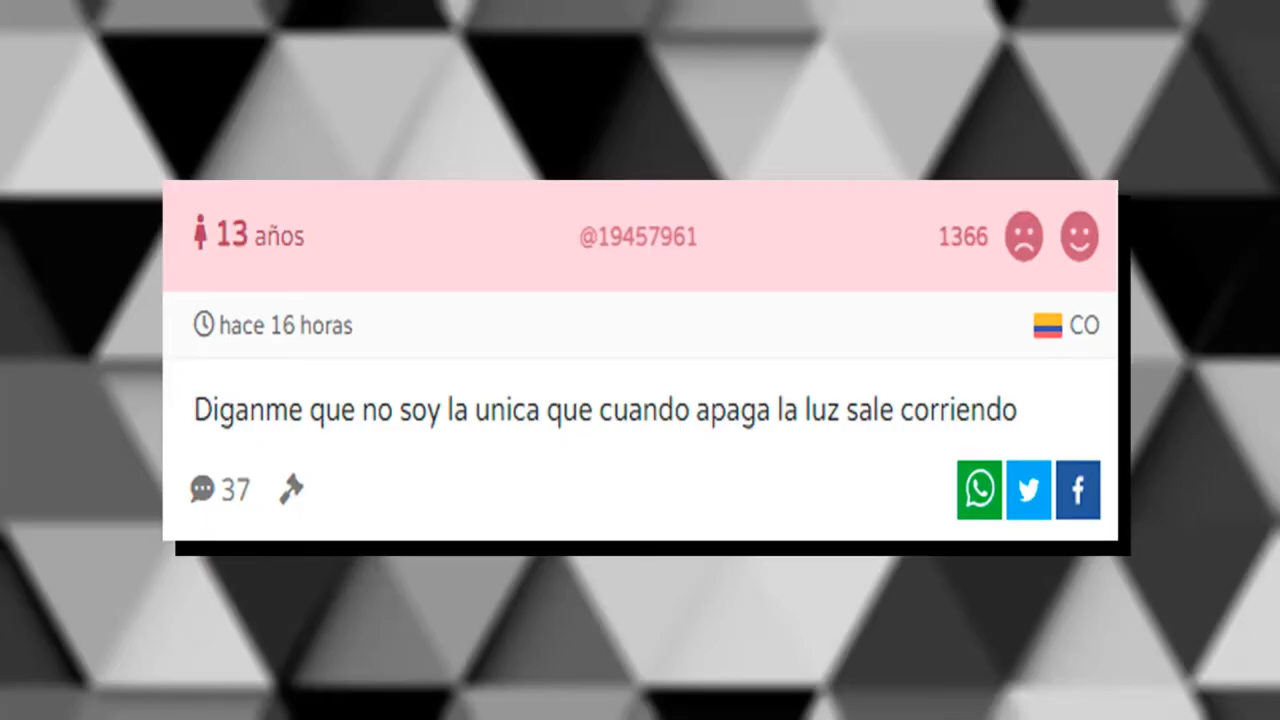 13 años @19457961 1366
hace 16 horas CO
Diganme que no soy la unica que cuando apaga la luz sale corriendo
37